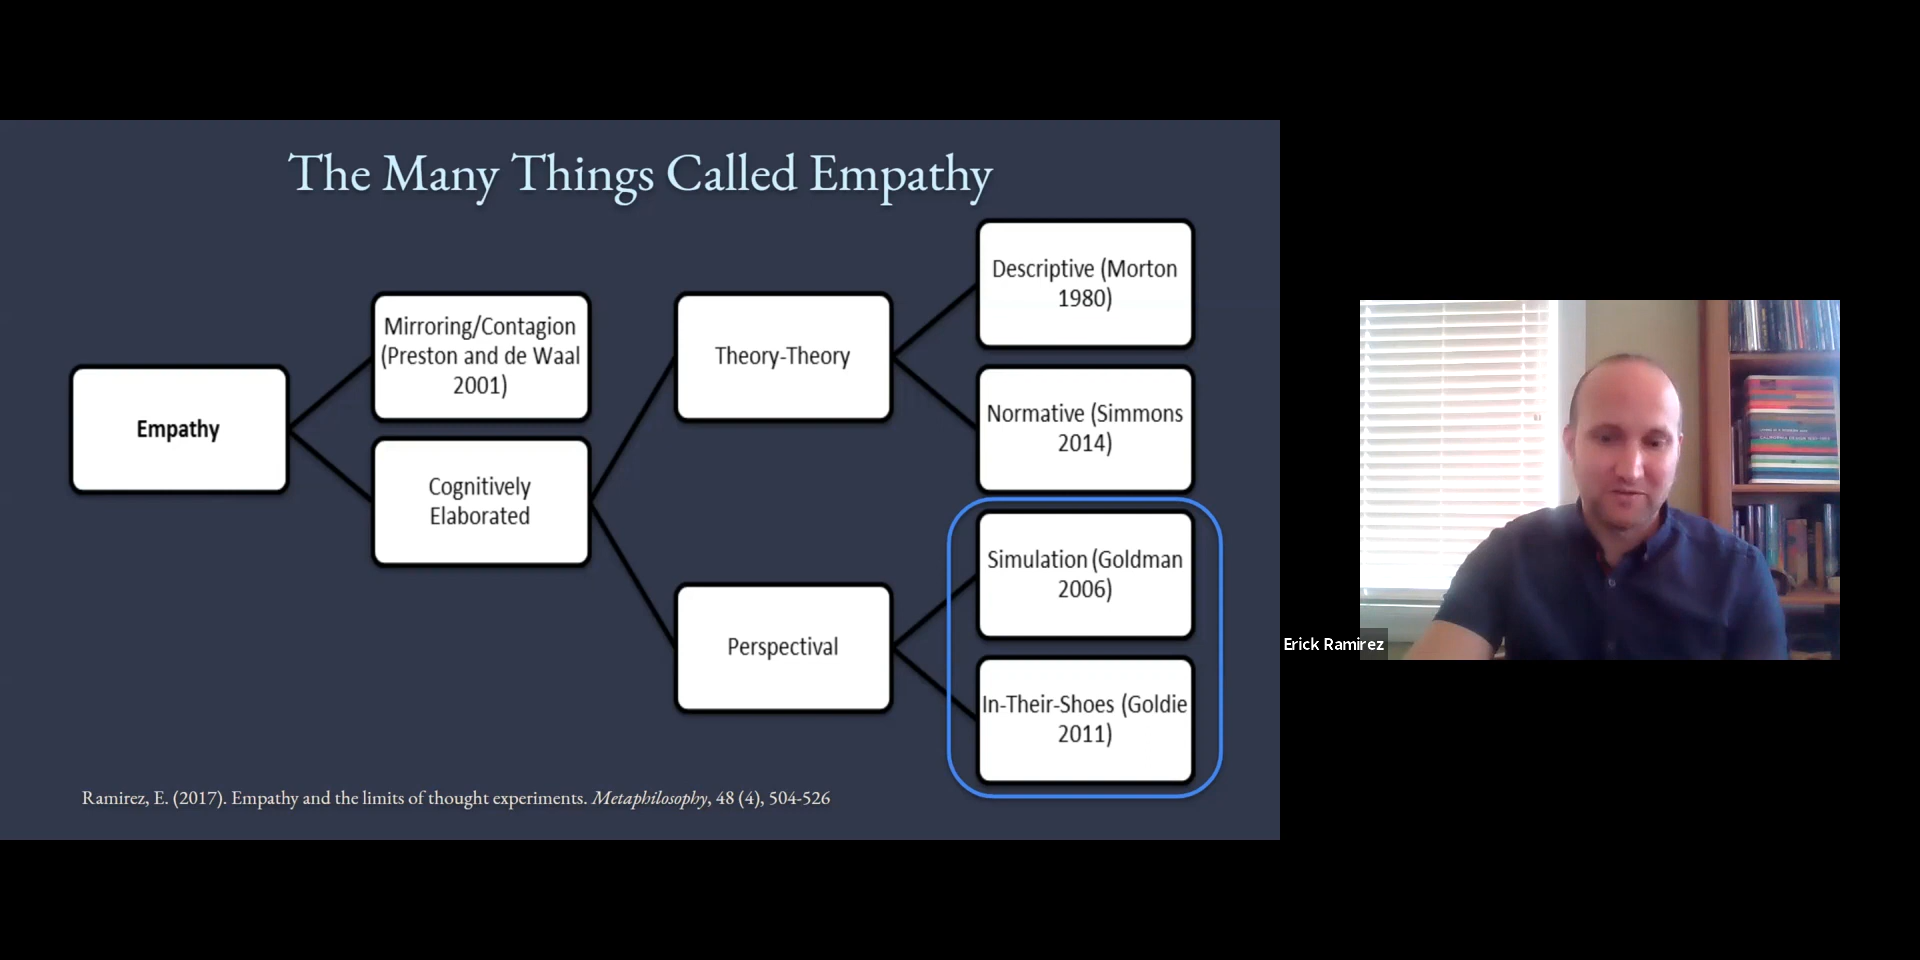 The Many Things Called Empathy
Empathy
Mirroring/Contagion
(Preston and de Waal
2001)
Cognitively
Elaborated
Theory-Theory
Perspectival
Descriptive (Morton
1980)
Normative (Simmons
2014)
Simulation (Goldman
2006)
In-Their-Shoes (Goldie
2011)
Ramirez, E. (2017). Empathy and the limits of thought experiments. Metaphilosophy, 48 (4), 504-526
Erick Ramirez